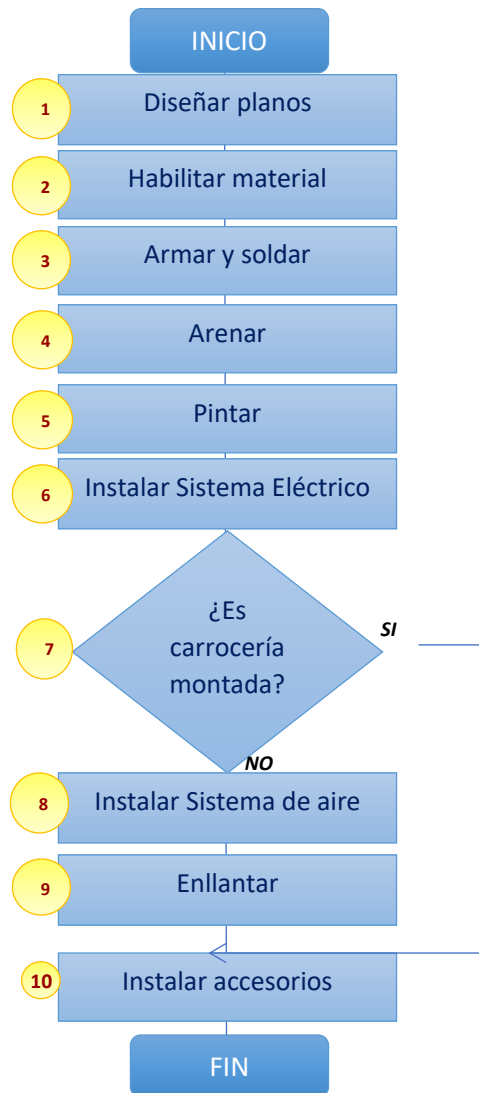 INICIO
1
Diseñar planos
2
Habilitar material
3
Armar y soldar
4
Arenar
5
Pintar
6
Instalar Sistema Eléctrico
7
¿Es
carrocería
montada?
SI
NO
8
Instalar Sistema de aire
9
Enllantar
10
Instalar accesorios
FIN